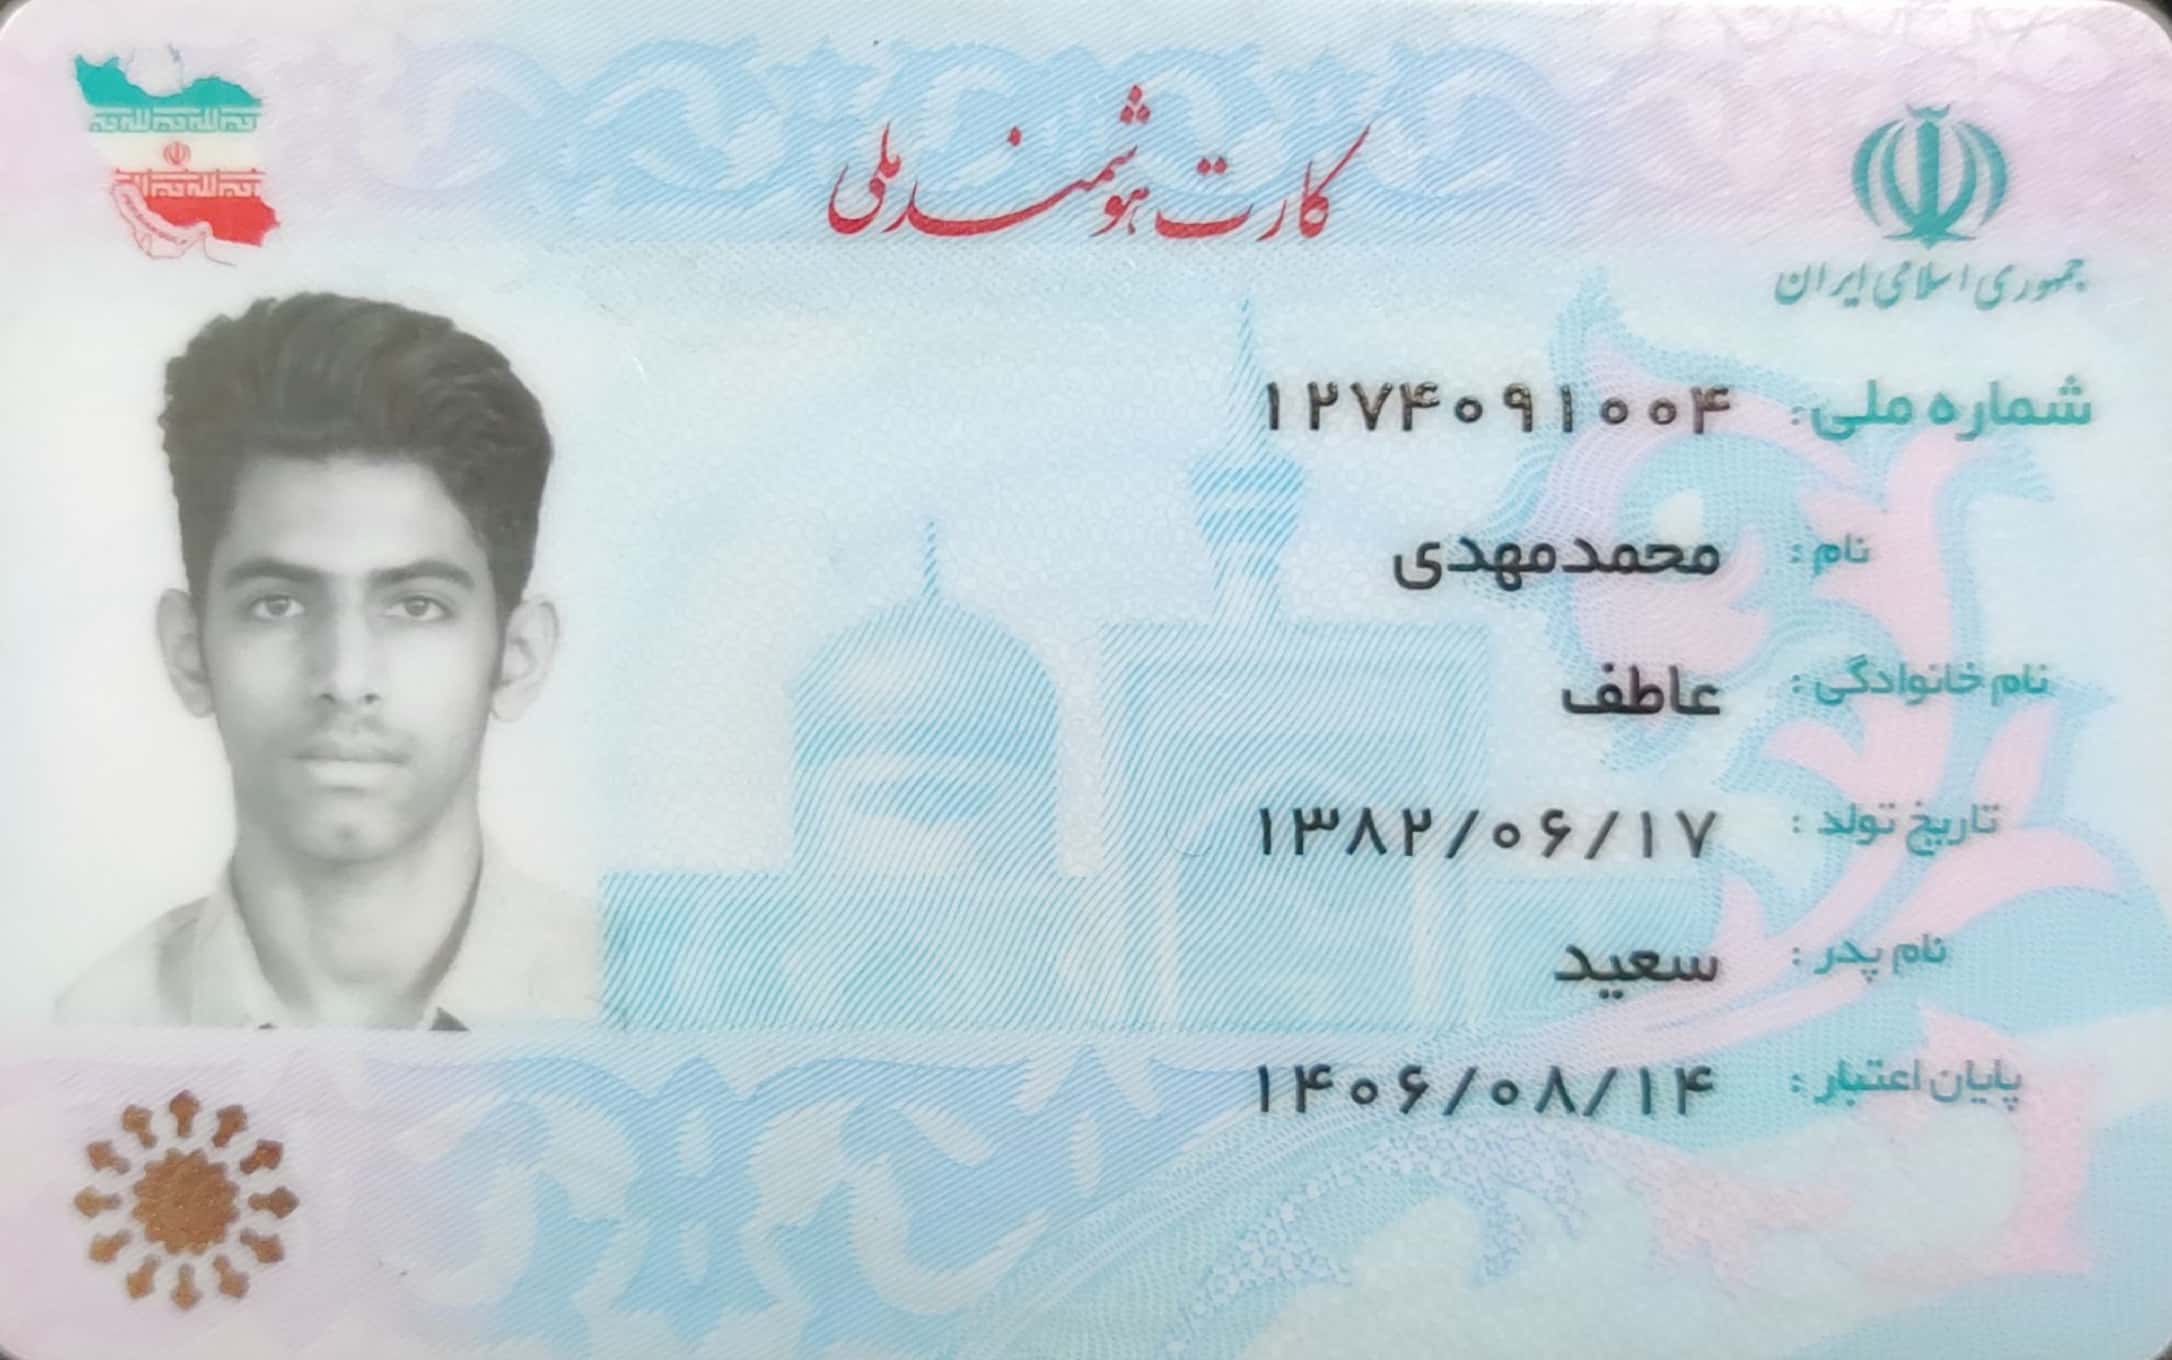 کارت هوشمند ملی
جمهوری اسلامی ایران
شماره ملی: ۱۲۷۴۰۹۱۰۰۴
نام : محمدمهدی
نام خانوادگی : عاطف
تاریخ تولد : ۱۳۸۲/۰۶/۱۷
نام پدر : سعید
پایان اعتبار : ۱۴۰۶/۰۸/۱۴